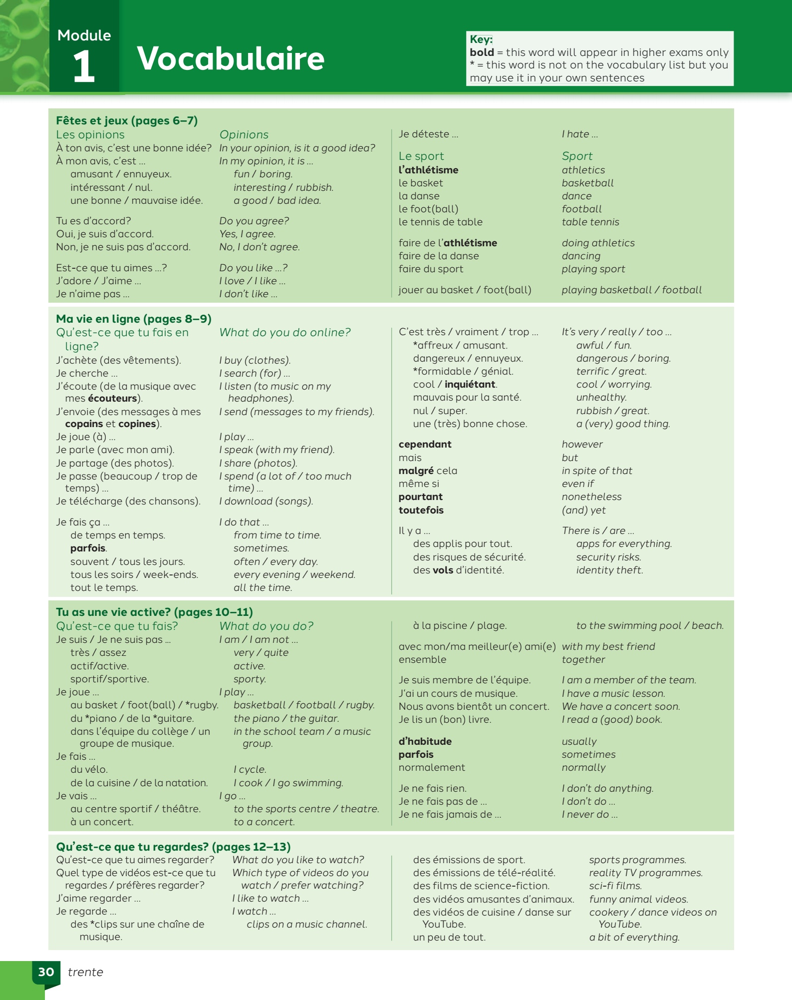 Module
1
Vocabulaire
Key:
bold = this word will appear in higher exams only
* = this word is not on the vocabulary list but you
may use it in your own sentences
Fêtes et jeux (pages 6–7)
Les opinions Opinions
À ton avis, c’est une bonne idée? In your opinion, is it a good idea?
À mon avis, c’est ... In my opinion, it is ...
amusant / ennuyeux. fun / boring.
intéressant / nul. interesting / rubbish.
une bonne / mauvaise idée. a good / bad idea.
Tu es d’accord? Do you agree?
Oui, je suis d’accord. Yes, I agree.
Non, je ne suis pas d’accord. No, I don’t agree.
Est-ce que tu aimes ...? Do you like ...?
J’adore / J’aime ... I love / I like ...
Je n’aime pas ... I don’t like ...
Je déteste ... I hate ...
Le sport Sport
l’athlétisme athletics
le basket basketball
la danse dance
le foot(ball) football
le tennis de table table tennis
faire de l’athlétisme doing athletics
faire de la danse dancing
faire du sport playing sport
jouer au basket / foot(ball) playing basketball / football
Ma vie en ligne (pages 8–9)
Qu’est-ce que tu fais en What do you do online?
ligne?
J’achète (des vêtements). I buy (clothes).
Je cherche ... I search (for) ...
J’écoute (de la musique avec I listen (to music on my
mes écouteurs). headphones).
J’envoie (des messages à mes I send (messages to my friends).
copains et copines).
Je joue (à) ... I play ...
Je parle (avec mon ami). I speak (with my friend).
Je partage (des photos). I share (photos).
Je passe (beaucoup / trop de I spend (a lot of / too much
temps) ... time) ...
Je télécharge (des chansons). I download (songs).
Je fais ça ... I do that ...
de temps en temps. from time to time.
parfois. sometimes.
souvent / tous les jours. often / every day.
tous les soirs / week-ends. every evening / weekend.
tout le temps. all the time.
C’est très / vraiment / trop ... It’s very / really / too ...
*affreux / amusant. awful / fun.
dangereux / ennuyeux. dangerous / boring.
*formidable / génial. terrific / great.
cool / inquiétant. cool / worrying.
mauvais pour la santé. unhealthy.
nul / super. rubbish / great.
une (très) bonne chose. a (very) good thing.
cependant however
mais but
malgré cela in spite of that
même si even if
pourtant nonetheless
toutefois (and) yet
Il y a ... There is / are ...
des applis pour tout. apps for everything.
des risques de sécurité. security risks.
des vols d’identité. identity theft.
Tu as une vie active? (pages 10–11)
Qu’est-ce que tu fais? What do you do?
Je suis / Je ne suis pas ... I am / I am not ...
très / assez very / quite
actif/active. active.
sportif/sportive. sporty.
Je joue ... I play ...
au basket / foot(ball) / *rugby. basketball / football / rugby.
du *piano / de la *guitare. the piano / the guitar.
dans l’équipe du collège / un in the school team / a music
groupe de musique. group.
Je fais ...
du vélo. I cycle.
de la cuisine / de la natation. I cook / I go swimming.
Je vais ... I go ...
au centre sportif / théâtre. to the sports centre / theatre.
à un concert. to a concert.
à la piscine / plage. to the swimming pool / beach.
avec mon/ma meilleur(e) ami(e) with my best friend
ensemble together
Je suis membre de l’équipe. I am a member of the team.
J‘ai un cours de musique. I have a music lesson.
Nous avons bientôt un concert. We have a concert soon.
Je lis un (bon) livre. I read a (good) book.
d’habitude usually
parfois sometimes
normalement normally
Je ne fais rien. I don’t do anything.
Je ne fais pas de ... I don’t do ...
Je ne fais jamais de ... I never do ...
Qu’est-ce que tu regardes? (pages 12–13)
Qu’est-ce que tu aimes regarder? What do you like to watch?
Quel type de vidéos est-ce que tu Which type of videos do you
regardes / préfères regarder? watch / prefer watching?
J’aime regarder ... I like to watch ...
Je regarde ... I watch ...
des *clips sur une chaîne de clips on a music channel.
musique.
des émissions de sport. sports programmes.
des émissions de télé-réalité. reality TV programmes.
des films de science-fiction. sci-fi films.
des vidéos amusantes d’animaux. funny animal videos.
des vidéos de cuisine / danse sur cookery / dance videos on
YouTube. YouTube.
un peu de tout. a bit of everything.
30 trente